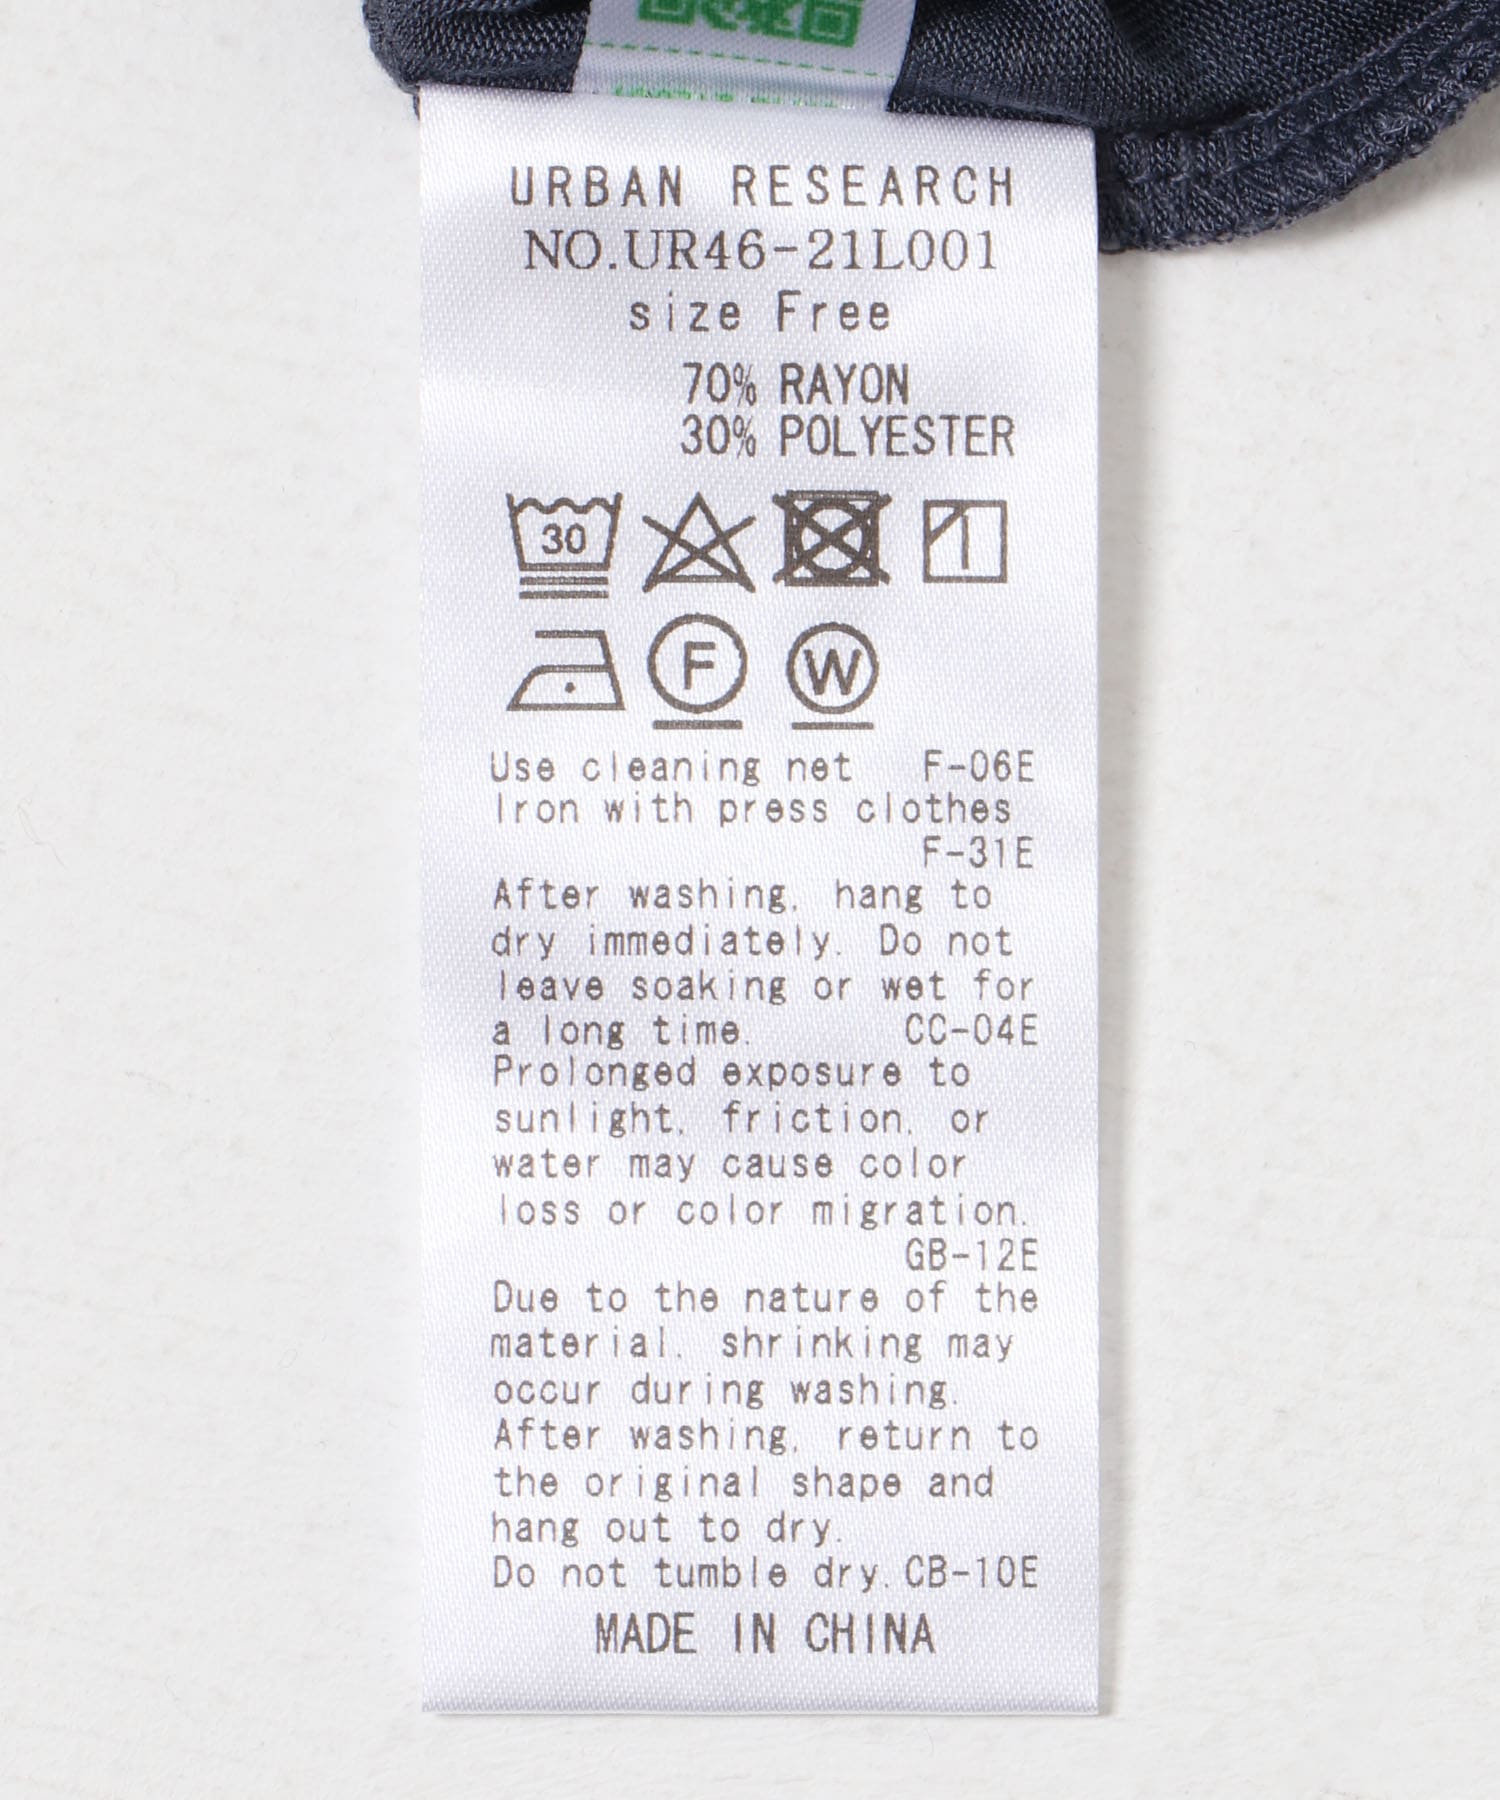 URBAN RESEARCH
NO.UR46-21L001
size Free
70% RAYON
30% POLYESTER
30
F W
Use cleaning net F-06E
Iron with press clothes
F-31E
After washing, hang to
dry immediately. Do not
leave soaking or wet for
a long time. CC-04E
Prolonged exposure to
sunlight, friction, or
water may cause color
loss or color migration.
GB-12E
Due to the nature of the
material, shrinking may
occur during washing.
After washing, return to
the original shape and
hang out to dry.
Do not tumble dry. CB-10E
MADE IN CHINA